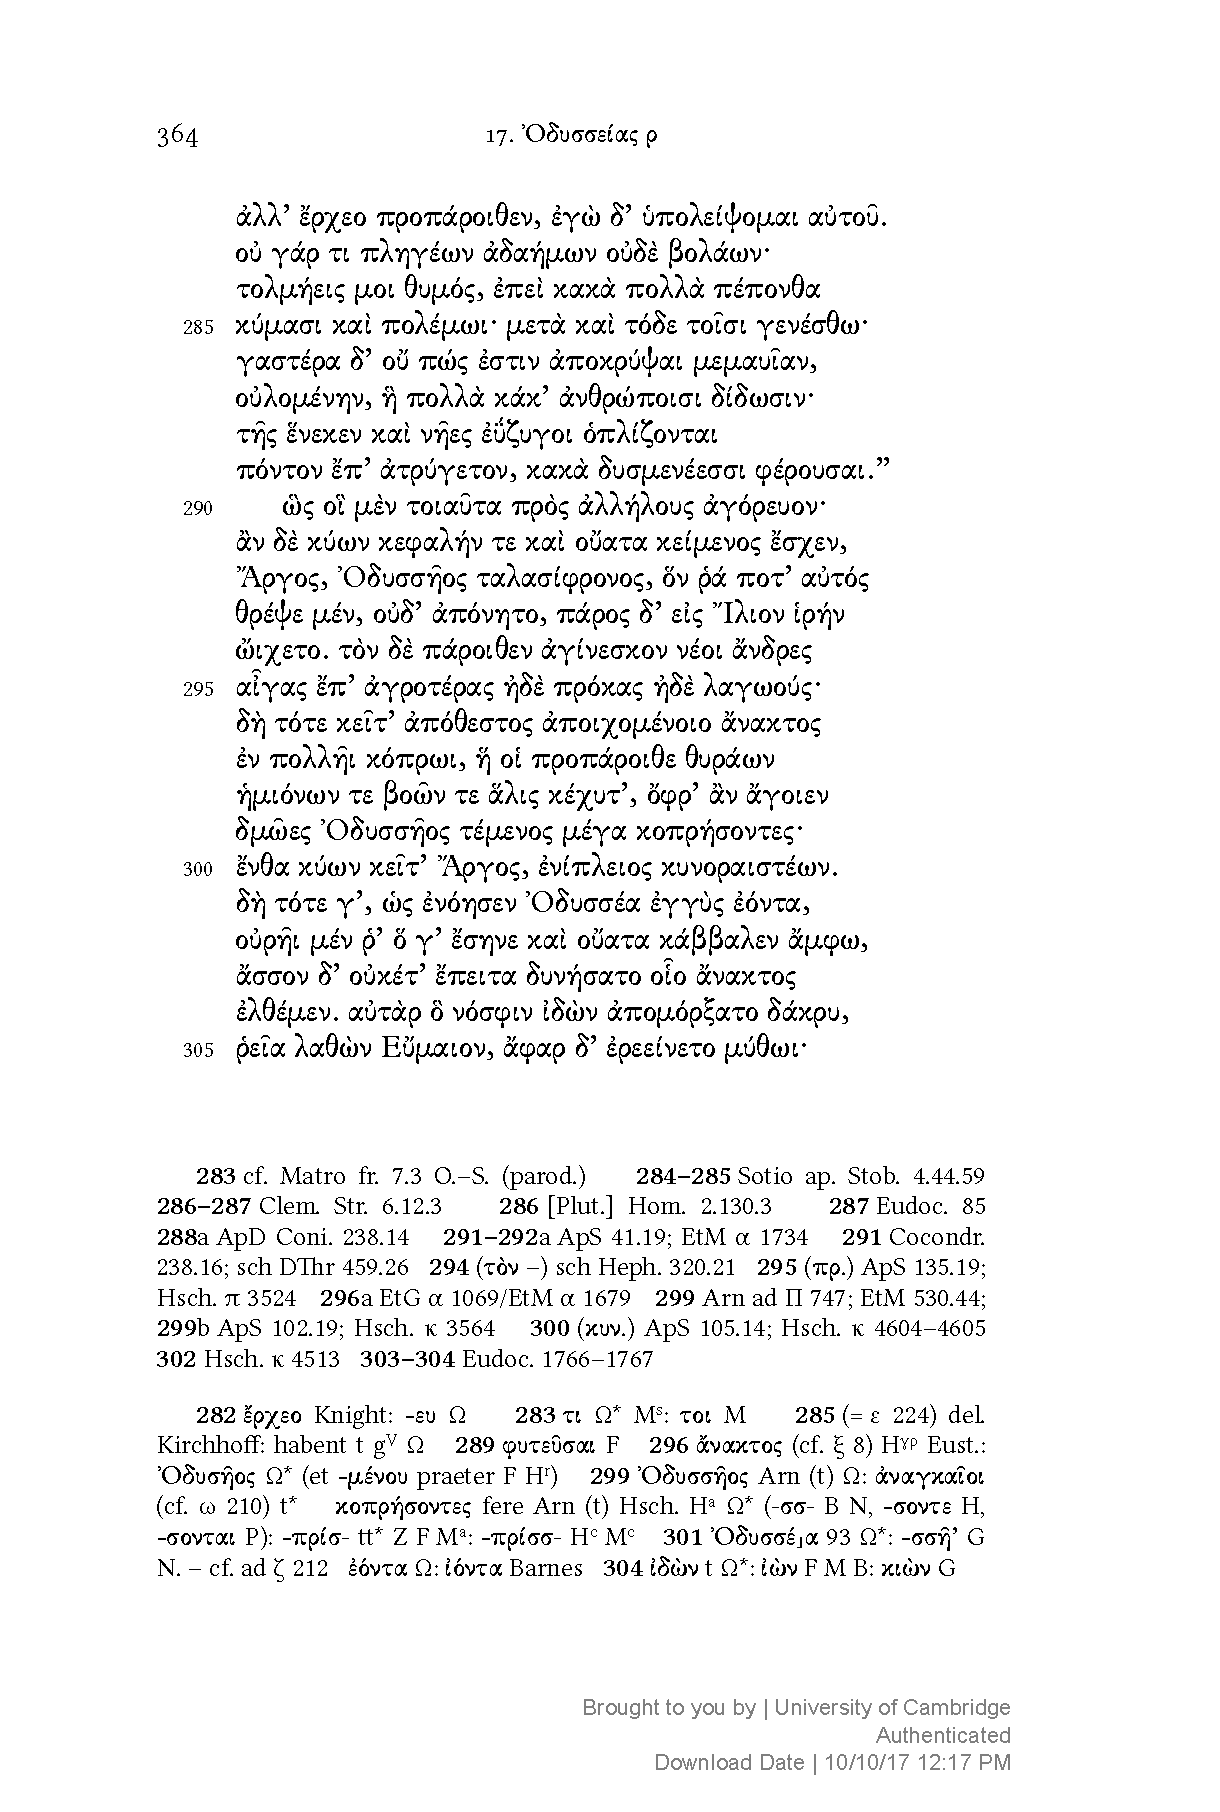 364 17. Ὀδυσσείας ρ
ἀλλ’ ἔρχεο προπάροιθεν, ἐγὼ δ’ ὑπολείψομαι αὐτοῦ.
οὐ γάρ τι πληγέων ἀδαήμων οὐδὲ βολάων·
τολμήεις μοι θυμός, ἐπεὶ κακὰ πολλὰ πέπονθα
285 κύμασι καὶ πολέμωι· μετὰ καὶ τόδε τοῖσι γενέσθω·
γαστέρα δ’ οὔ πώς ἐστιν ἀποκρύψαι μεμαυῖαν,
οὐλομένην, ἣ πολλὰ κάκ’ ἀνθρώποισι δίδωσιν·
τῆς ἕνεκεν καὶ νῆες ἐΰζυγοι ὁπλίζονται
πόντον ἔπ’ ἀτρύγετον, κακὰ δυσμενέεσσι φέρουσαι.”
290 ὣς οἳ μὲν τοιαῦτα πρὸς ἀλλήλους ἀγόρευον·
ἂν δὲ κύων κεφαλήν τε καὶ οὔατα κείμενος ἔσχεν,
Ἄργος, Ὀδυσσῆος ταλασίφρονος, ὅν ῥά ποτ’ αὐτός
θρέψε μέν, οὐδ’ ἀπόνητο, πάρος δ’ εἰς Ἴλιον ἱρήν
ὤιχετο. τὸν δὲ πάροιθεν ἀγίνεσκον νέοι ἄνδρες
295 αἶγας ἔπ’ ἀγροτέρας ἠδὲ πρόκας ἠδὲ λαγωούς·
δὴ τότε κεῖτ’ ἀπόθεστος ἀποιχομένοιο ἄνακτος
ἐν πολλῆι κόπρωι, ἥ οἱ προπάροιθε θυράων
ἡμιόνων τε βοῶν τε ἅλις κέχυτ’, ὄφρ’ ἂν ἄγοιεν
δμῶες Ὀδυσσῆος τέμενος μέγα κοπρήσοντες·
300 ἔνθα κύων κεῖτ’ Ἄργος, ἐνίπλειος κυνοραιστέων.
δὴ τότε γ’, ὡς ἐνόησεν Ὀδυσσέα ἐγγὺς ἐόντα,
οὐρῆι μέν ῥ’ ὅ γ’ ἔσηνε καὶ οὔατα κάββαλεν ἄμφω,
ἄσσον δ’ οὐκέτ’ ἔπειτα δυνήσατο οἷο ἄνακτος
ἐλθέμεν. αὐτὰρ ὃ νόσφιν ἰδὼν ἀπομόρξατο δάκρυ,
305 ῥεῖα λαθὼν Εὔμαιον, ἄφαρ δ’ ἐρεείνετο μύθωι·
283 cf. Matro fr. 7.3 O.–S. (parod.) 284–285 Sotio ap. Stob. 4.44.59
286–287 Clem. Str. 6.12.3 286 [Plut.] Hom. 2.130.3 287 Eudoc. 85
288a ApD Coni. 238.14 291–292a ApS 41.19; EtM α 1734 291 Cocondr.
238.16; sch DThr 459.26 294 (τὸν –) sch Heph. 320.21 295 (πρ.) ApS 135.19;
Hsch. π 3524 296a EtG α 1069/EtM α 1679 299 Arn ad Π 747; EtM 530.44;
299b ApS 102.19; Hsch. κ 3564 300 (κυν.) ApS 105.14; Hsch. κ 4604–4605
302 Hsch. κ 4513 303–304 Eudoc. 1766–1767
282 ἔρχεο Knight: -ευ Ω 283 τι Ω* Mˢ: τοι M 285 (= ε 224) del.
Kirchhoff: habent t gⱽ Ω 289 φυτεῦσαι F 296 ἄνακτος (cf. ξ 8) Hᵞᵖ Eust.:
Ὀδυσῆος Ω* (et -μένου praeter F Hʳ) 299 Ὀδυσσῆος Arn (t) Ω: ἀναγκαῖοι
(cf. ω 210) t* κοπρήσοντες fere Arn (t) Hsch. Hᵃ Ω* (-σσ- B N, -σοντε H,
-σονται P): -πρίσ- tt* Z F Mᵃ: -πρίσσ- Hᶜ Mᶜ 301 Ὀδυσσέ⌟α 93 Ω*: -σσῆ’ G
N. – cf. ad ζ 212 ἐόντα Ω: ἰόντα Barnes 304 ἰδὼν t Ω*: ἰὼν F M B: κιὼν G
Brought to you by | University of Cambridge
Authenticated
Download Date | 10/10/17 12:17 PM